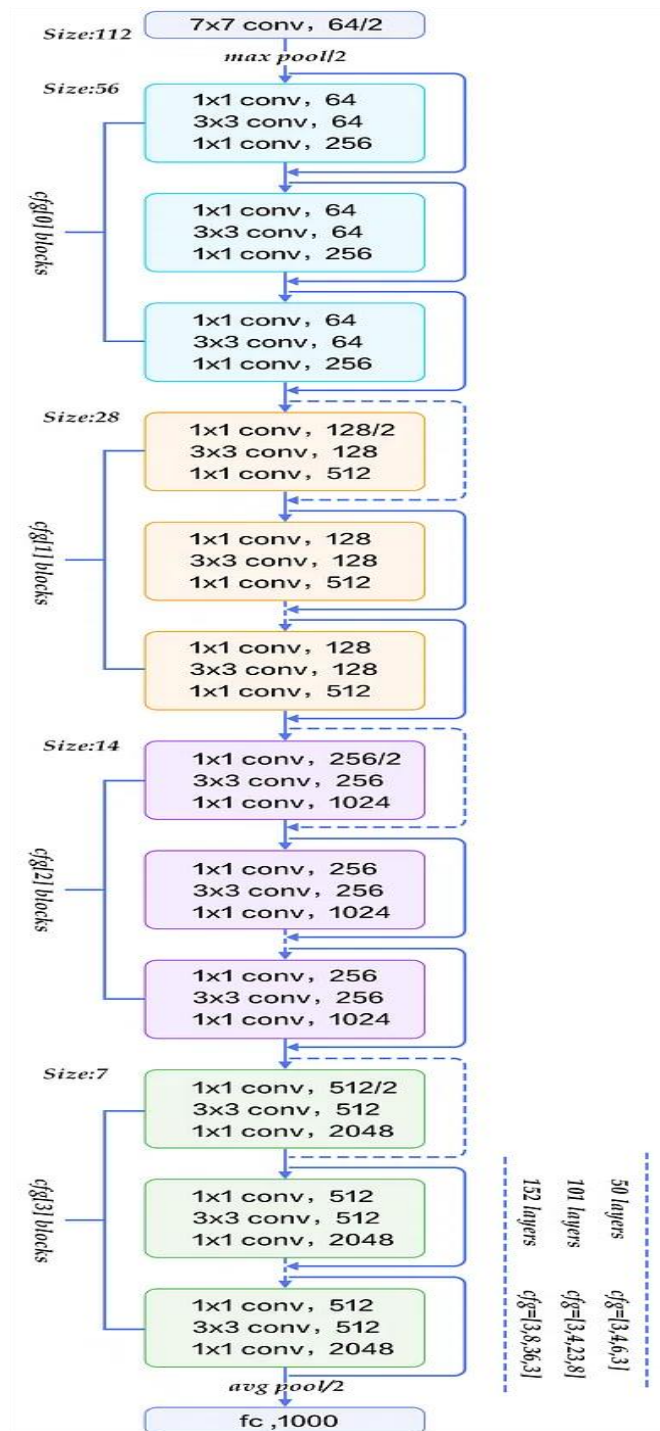 Size:112
7x7 conv, 64/2
max pool/2
Size:56
1x1 conv, 64
3x3 conv, 64
1x1 conv, 256
cfg[0] blocks
1x1 conv, 64
3x3 conv, 64
1x1 conv, 256
1x1 conv, 64
3x3 conv, 64
1x1 conv, 256
Size:28
1x1 conv, 128/2
3x3 conv, 128
1x1 conv, 512
cfg[1] blocks
1x1 conv, 128
3x3 conv, 128
1x1 conv, 512
1x1 conv, 128
3x3 conv, 128
1x1 conv, 512
Size:14
1x1 conv, 256/2
3x3 conv, 256
1x1 conv, 1024
cfg[2] blocks
1x1 conv, 256
3x3 conv, 256
1x1 conv, 1024
1x1 conv, 256
3x3 conv, 256
1x1 conv, 1024
Size:7
1x1 conv, 512/2
3x3 conv, 512
1x1 conv, 2048
cfg[3] blocks
1x1 conv, 512
3x3 conv, 512
1x1 conv, 2048
1x1 conv, 512
3x3 conv, 512
1x1 conv, 2048
avg pool/2
fc ,1000
50 layers cfg=[3,4,6,3]
101 layers cfg=[3,4,23,8]
152 layers cfg=[3,8,36,3]